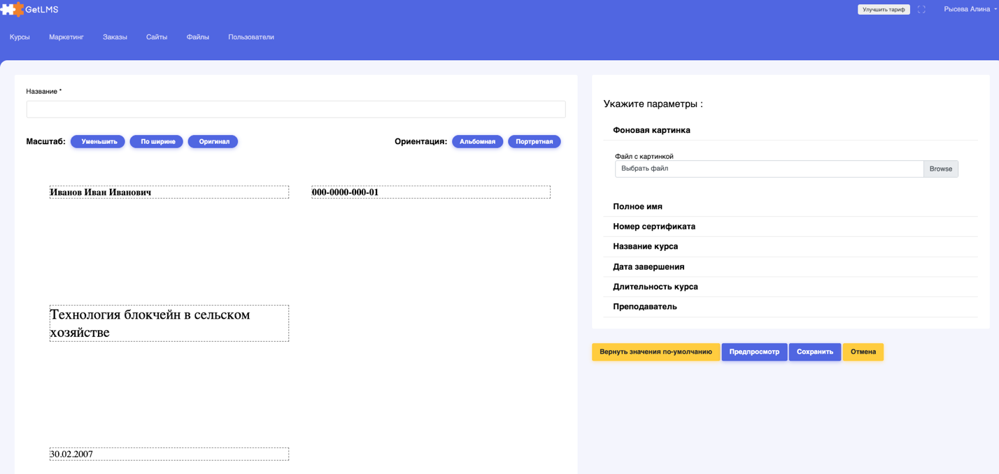 GetLMS
Улучшить тариф
Рысева Алина
Курсы Маркетинг Заказы Сайты Файлы Пользователи
Название *
Масштаб: Уменьшить По ширине Оригинал
Ориентация: Альбомная Портретная
Иванов Иван Иванович
000-0000-000-01
Технология блокчейн в сельском
хозяйстве
30.02.2007
Укажите параметры :
Фоновая картинка
Файл с картинкой
Выбрать файл Browse
Полное имя
Номер сертификата
Название курса
Дата завершения
Длительность курса
Преподаватель
Вернуть значения по-умолчанию Предпросмотр Сохранить Отмена